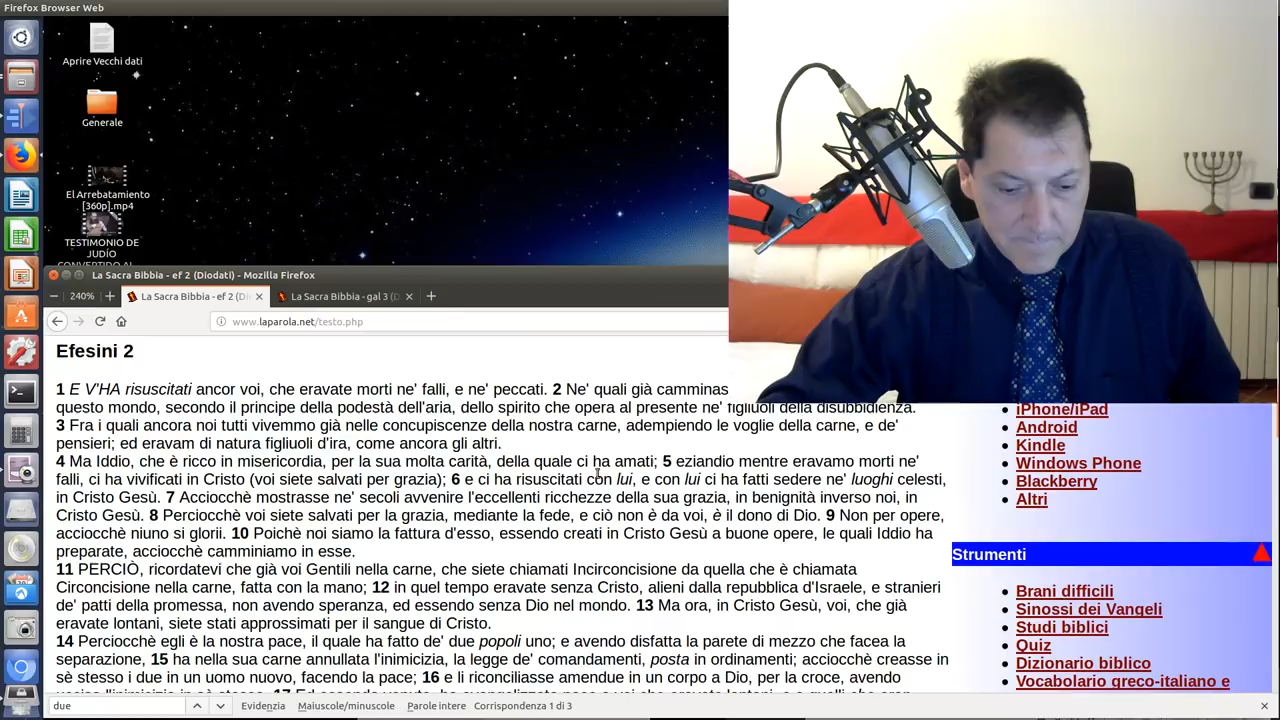 Firefox Browser Web
Aprire Vecchi dati
Generale
El Arrebatamiento
[360p].mp4
TESTIMONIO DE
JUDÍO
La Sacra Bibbia - ef 2 (Diodati) - Mozilla Firefox
240%
La Sacra Bibbia - ef 2 (Di
La Sacra Bibbia - gal 3 (D
www.laparola.net/testo.php
Efesini 2
1 E V'HA risuscitati ancor voi, che eravate morti ne' falli, e ne' peccati. 2 Ne' quali già camminas
questo mondo, secondo il principe della podestà dell'aria, dello spirito che opera al presente ne' figliuoli della disubbidienza.
3 Fra i quali ancora noi tutti vivemmo già nelle concupiscenze della nostra carne, adempiendo le voglie della carne, e de'
pensieri; ed eravam di natura figliuoli d'ira, come ancora gli altri.
4 Ma Iddio, che è ricco in misericordia, per la sua molta carità, della quale ci ha amati; 5 eziandio mentre eravamo morti ne'
falli, ci ha vivificati in Cristo (voi siete salvati per grazia); 6 e ci ha risuscitati con lui, e con lui ci ha fatti sedere ne' luoghi celesti,
in Cristo Gesù. 7 Acciocchè mostrasse ne' secoli avvenire l'eccellenti ricchezze della sua grazia, in benignità inverso noi, in
Cristo Gesù. 8 Perciocchè voi siete salvati per la grazia, mediante la fede, e ciò non è da voi, è il dono di Dio. 9 Non per opere,
acciocchè niuno si glorii. 10 Poichè noi siamo la fattura d'esso, essendo creati in Cristo Gesù a buone opere, le quali Iddio ha
preparate, acciocchè camminiamo in esse.
11 PERCIÒ, ricordatevi che già voi Gentili nella carne, che siete chiamati Incirconcisione da quella che è chiamata
Circoncisione nella carne, fatta con la mano; 12 in quel tempo eravate senza Cristo, alieni dalla repubblica d'Israele, e stranieri
de' patti della promessa, non avendo speranza, ed essendo senza Dio nel mondo. 13 Ma ora, in Cristo Gesù, voi, che già
eravate lontani, siete stati approssimati per il sangue di Cristo.
14 Perciocchè egli è la nostra pace, il quale ha fatto de' due popoli uno; e avendo disfatta la parete di mezzo che facea la
separazione, 15 ha nella sua carne annullata l'inimicizia, la legge de' comandamenti, posta in ordinamenti; acciocchè creasse in
sè stesso i due in un uomo nuovo, facendo la pace; 16 e li riconciliasse amendue in un corpo a Dio, per la croce, avendo
iPhone/iPad
Android
Kindle
Windows Phone
Blackberry
Altri
Strumenti
Brani difficili
Sinossi dei Vangeli
Studi biblici
Quiz
Dizionario biblico
Vocabolario greco-italiano e
due
Evidenzia
Maiuscole/minuscole
Parole intere
Corrispondenza 1 di 3